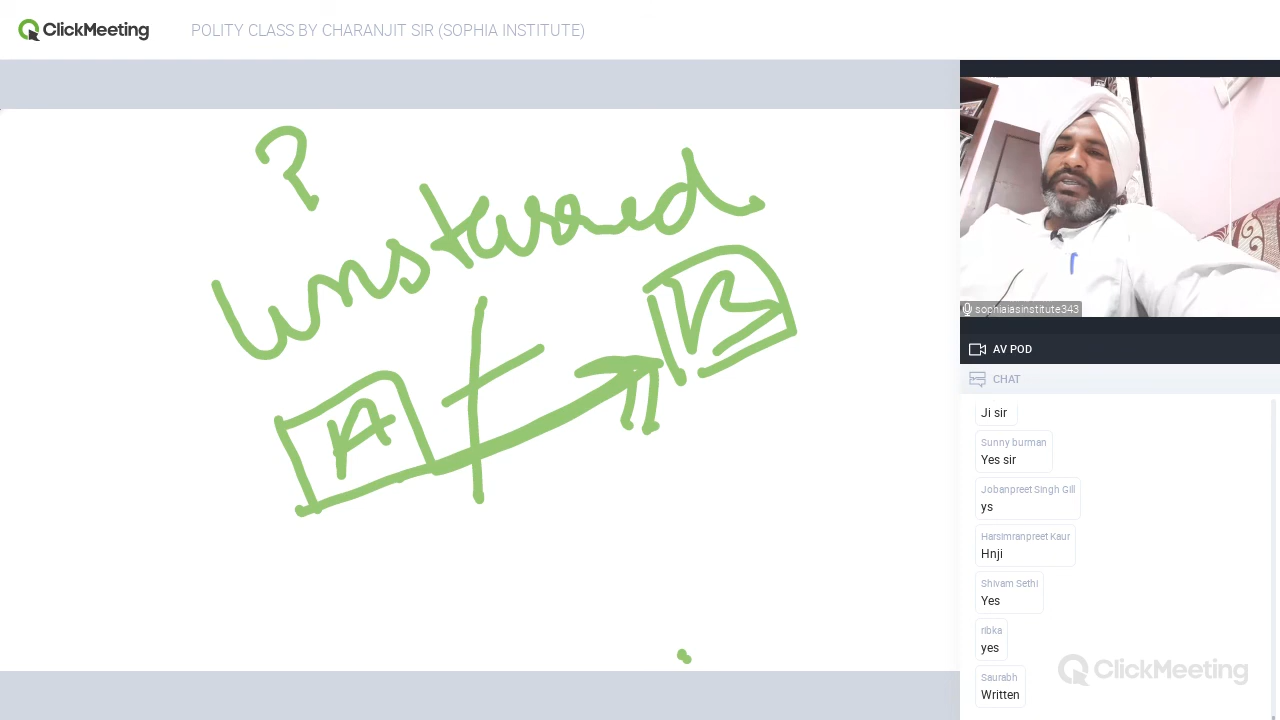 ClickMeeting
POLITY CLASS BY CHARANJIT SIR (SOPHIA INSTITUTE)
?
A
B
sophiaiasinstitute343
AV POD
CHAT
Ji sir
Sunny burman
Yes sir
Jobanpreet Singh Gill
ys
Harsimranpreet Kaur
Hnji
Shivam Sethi
Yes
ribka
yes
Saurabh
Written
ClickMeeting